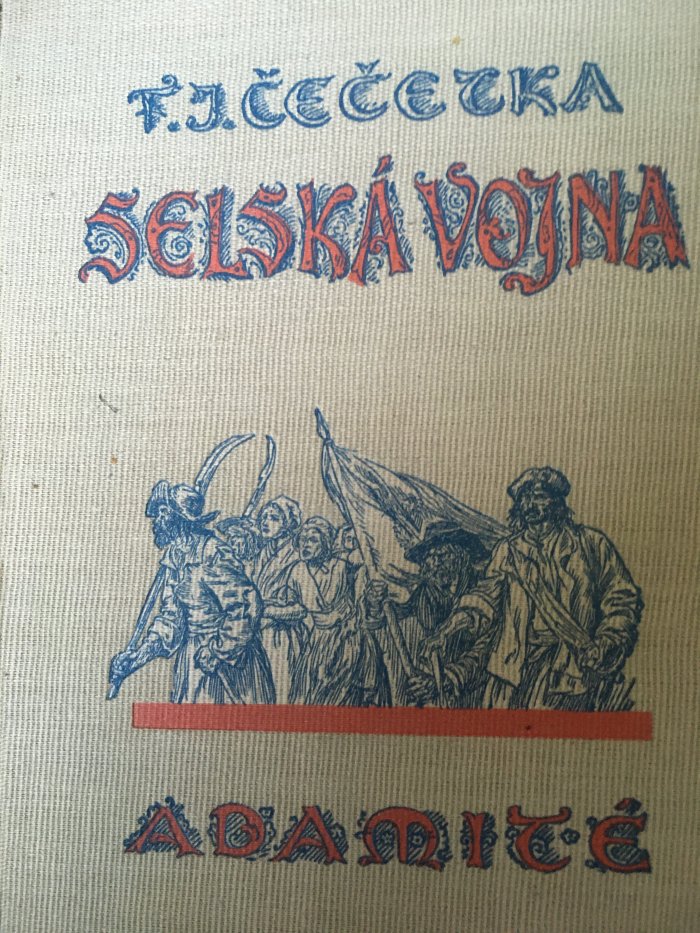 F. J. ČEČETKA
SELSKÁ VOJNA
ADAMITÉ